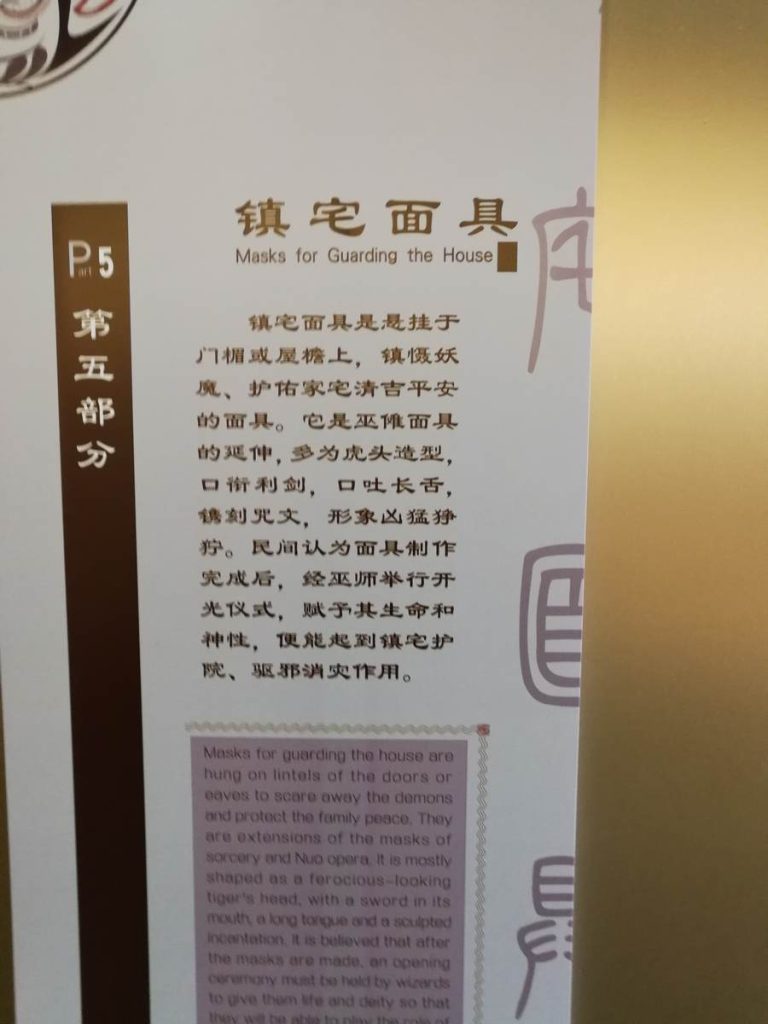 镇宅面具
Masks for Guarding the House
Part 5
第五部分
镇宅面具是悬挂于
门楣或屋檐上，镇慑妖
魔、护佑家宅清吉平安
的面具。它是巫傩面具
的延伸，多为虎头造型，
口衔利剑，口吐长舌，
镌刻咒文，形象凶猛狰
狞。民间认为面具制作
完成后，经巫师举行开
光仪式，赋予其生命和
神性，便能起到镇宅护
院、驱邪消灾作用。
Masks for guarding the house are
hung on lintels of the doors or
eaves to scare away the demons
and protect the family peace. They
are extensions of the masks of
sorcery and Nuo opera. It is mostly
shaped as a ferocious-looking
tiger's head, with a sword in its
mouth, a long tongue and a sculpted
incantation. It is believed that after
the masks are made, an opening
ceremony must be held by wizards
to give them life and deity so that
they will be able to play the role of